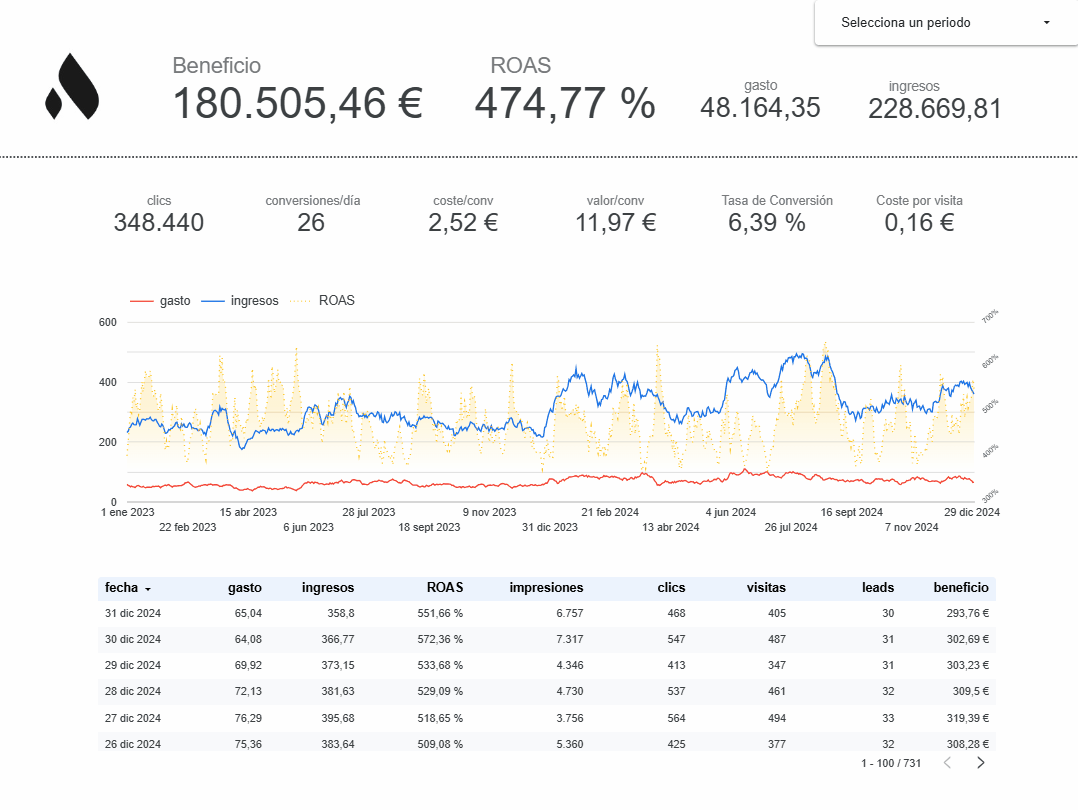 Selecciona un periodo
Beneficio
180.505,46 €
ROAS
474,77 %
gasto
48.164,35
ingresos
228.669,81
clics
348.440
conversiones/día
26
coste/conv
2,52 €
valor/conv
11,97 €
Tasa de Conversión
6,39 %
Coste por visita
0,16 €
gasto ingresos ROAS
600
400
200
0
700%
600%
500%
400%
300%
1 ene 2023 15 abr 2023 28 jul 2023 9 nov 2023 21 feb 2024 4 jun 2024 16 sept 2024 29 dic 2024
22 feb 2023 6 jun 2023 18 sept 2023 31 dic 2023 13 abr 2024 26 jul 2024 7 nov 2024
fecha gasto ingresos ROAS impresiones clics visitas leads beneficio
31 dic 2024 65,04 358,8 551,66 % 6.757 468 405 30 293,76 €
30 dic 2024 64,08 366,77 572,36 % 7.317 547 487 31 302,69 €
29 dic 2024 69,92 373,15 533,68 % 4.346 413 347 31 303,23 €
28 dic 2024 72,13 381,63 529,09 % 4.730 537 461 32 309,5 €
27 dic 2024 76,29 395,68 518,65 % 3.756 564 494 33 319,39 €
26 dic 2024 75,36 383,64 509,08 % 5.360 425 377 32 308,28 €
1 - 100 / 731